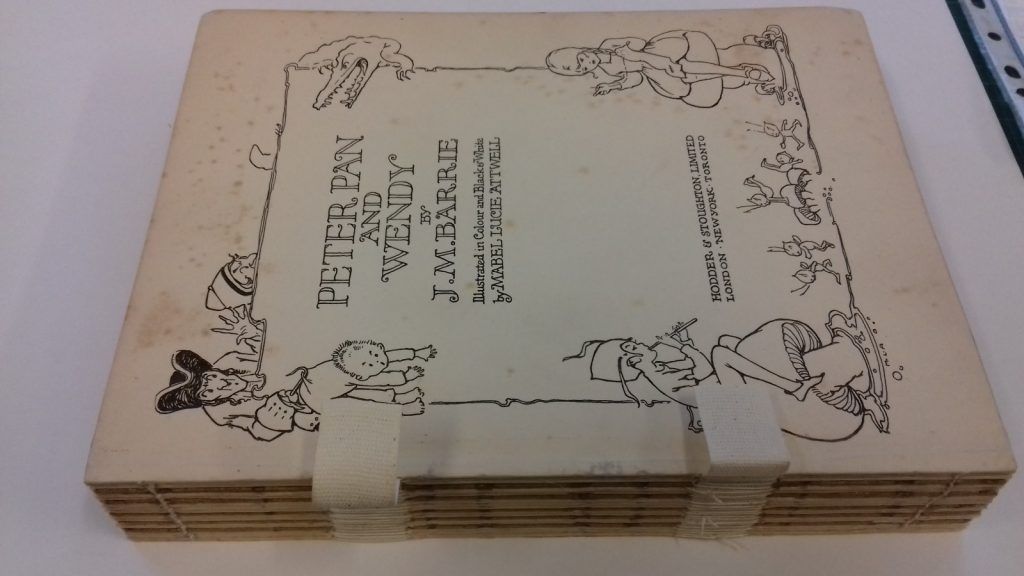 PETER PAN
AND
WENDY
BY
J.M.BARRIE
Illustrated in Colour and Black & White
by MABEL LUCIE ATTWELL
HODDER & STOUGHTON, LIMITED
LONDON · NEW YORK · TORONTO
M.L.A.